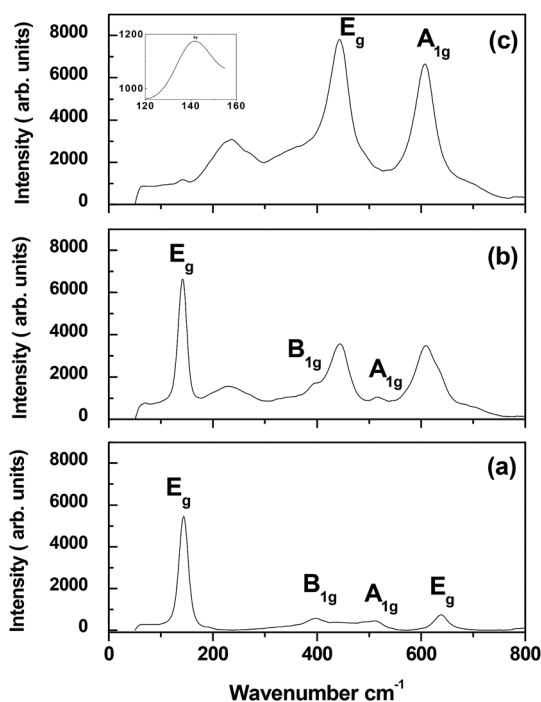 Intensity ( arb. units)
8000
6000
4000
2000
0
1200
1000
120 140 160
Eg
A1g
(c)
Intensity ( arb. units)
8000
6000
4000
2000
0
Eg
B1g
A1g
(b)
Intensity ( arb. units)
8000
6000
4000
2000
0
Eg
B1g
A1g
Eg
(a)
0 200 400 600 800
Wavenumber cm-1